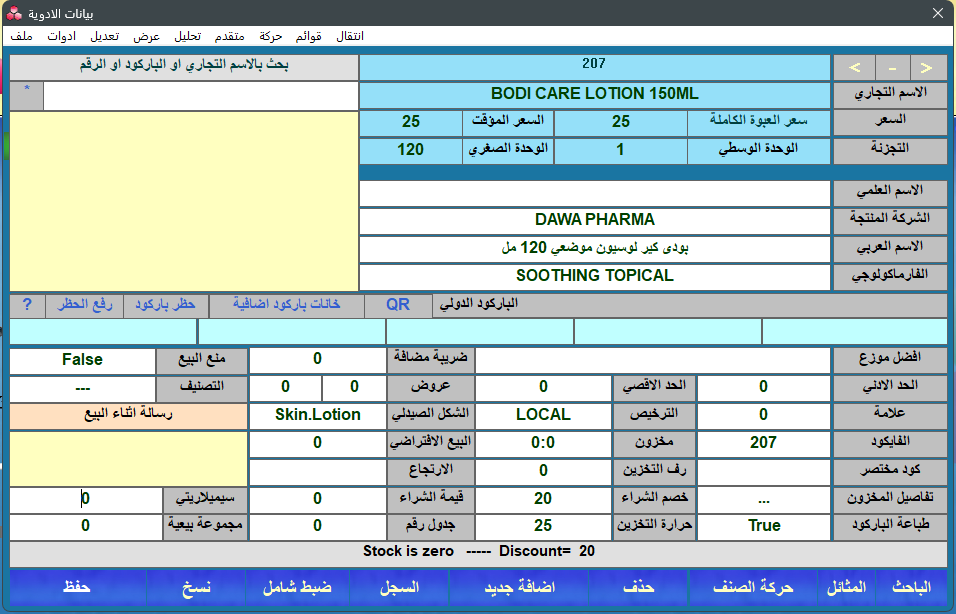 بيانات الادوية
ملف ادوات تعديل عرض تحليل متقدم حركة قوائم انتقال
< - > 207 بحث بالاسم التجاري او الباركود او الرقم
الاسم التجاري BODI CARE LOTION 150ML *
السعر سعر العبوة الكاملة 25 السعر المؤقت 25
التجزئة الوحدة الوسطي 1 الوحدة الصغري 120
الاسم العلمي
الشركة المنتجة DAWA PHARMA
الاسم العربي بودى كير لوسيون موضعي 120 مل
الفارماكولوجي SOOTHING TOPICAL
الباركود الدولي QR خانات باركود اضافية حظر باركود رفع الحظر ?
افضل موزع ضريبة مضافة 0 منع البيع False
الحد الادني 0 الحد الاقصي 0 عروض 0 0 التصنيف ---
علامة 0 الترخيص LOCAL الشكل الصيدلي Skin.Lotion رسالة اثناء البيع
الفايكود 207 مخزون 0:0 البيع الافتراضي 0
كود مختصر رف التخزين 0 الارتجاع
تفاصيل المخزون ... خصم الشراء 20 قيمة الشراء 0 سيميلاريتي 0
طباعة الباركود True حرارة التخزين 25 جدول رقم 0 مجموعة بيعية 0
Stock is zero ----- Discount= 20
الباحث المثائل حركة الصنف حذف اضافة جديد السجل ضبط شامل نسخ حفظ